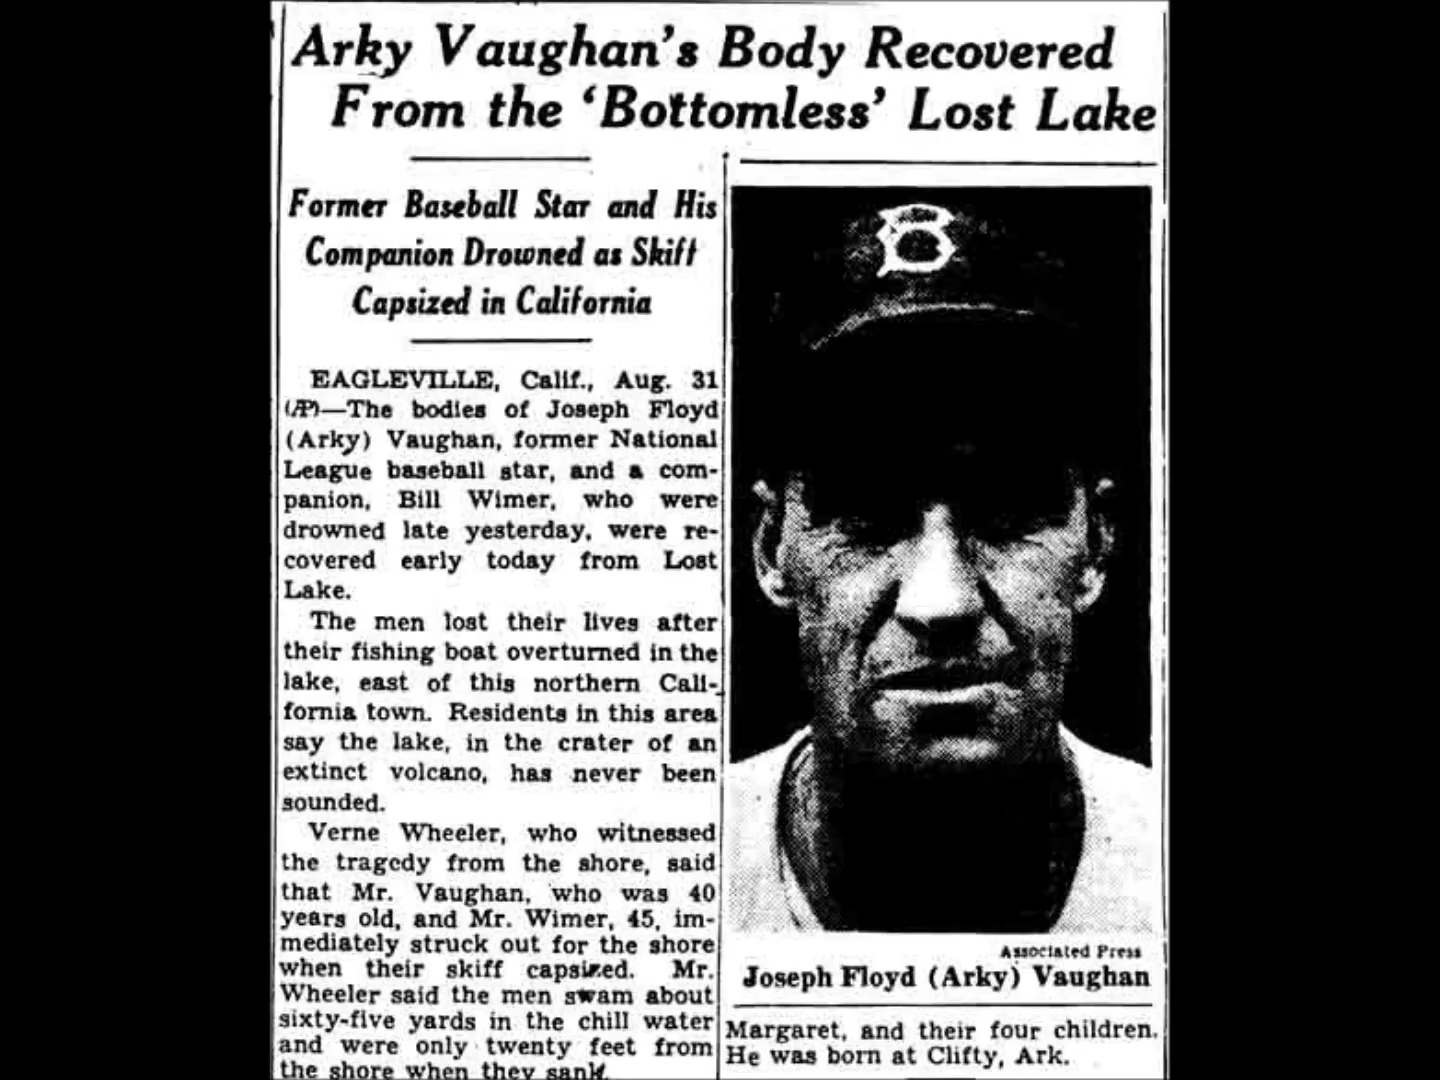 Arky Vaughan's Body Recovered
From the 'Bottomless' Lost Lake
Former Baseball Star and His
Companion Drowned as Skiff
Capsized in California
EAGLEVILLE, Calif., Aug. 31
(AP)—The bodies of Joseph Floyd
(Arky) Vaughan, former National
League baseball star, and a com-
panion, Bill Wimer, who were
drowned late yesterday, were re-
covered early today from Lost
Lake.
The men lost their lives after
their fishing boat overturned in the
lake, east of this northern Cali-
fornia town. Residents in this area
say the lake, in the crater of an
extinct volcano, has never been
sounded.
Verne Wheeler, who witnessed
the tragedy from the shore, said
that Mr. Vaughan, who was 40
years old, and Mr. Wimer, 45, im-
mediately struck out for the shore
when their skiff capsized. Mr.
Wheeler said the men swam about
sixty-five yards in the chill water
and were only twenty feet from
the shore when they sank.
B
Associated Press
Joseph Floyd (Arky) Vaughan
Margaret, and their four children.
He was born at Clifty, Ark.